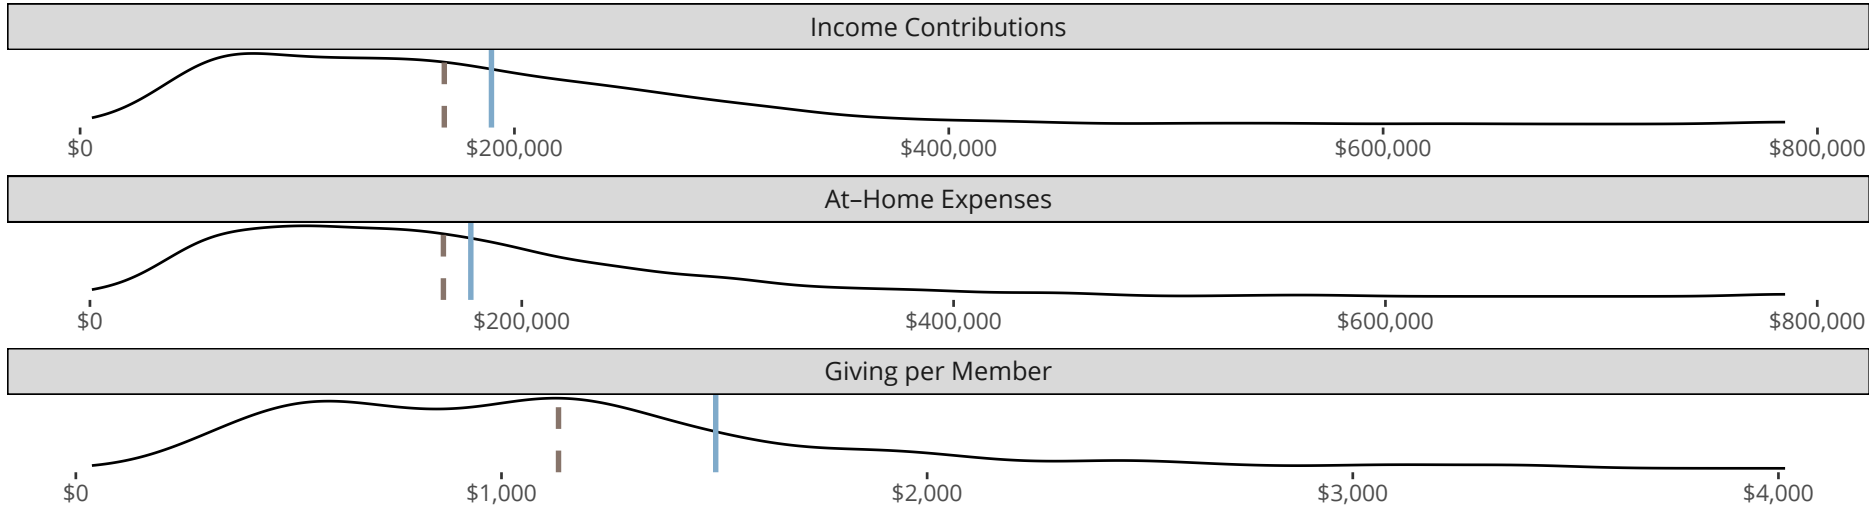 Income Contributions
$0 $200,000 $400,000 $600,000 $800,000
At–Home Expenses
$0 $200,000 $400,000 $600,000 $800,000
Giving per Member
$0 $1,000 $2,000 $3,000 $4,000